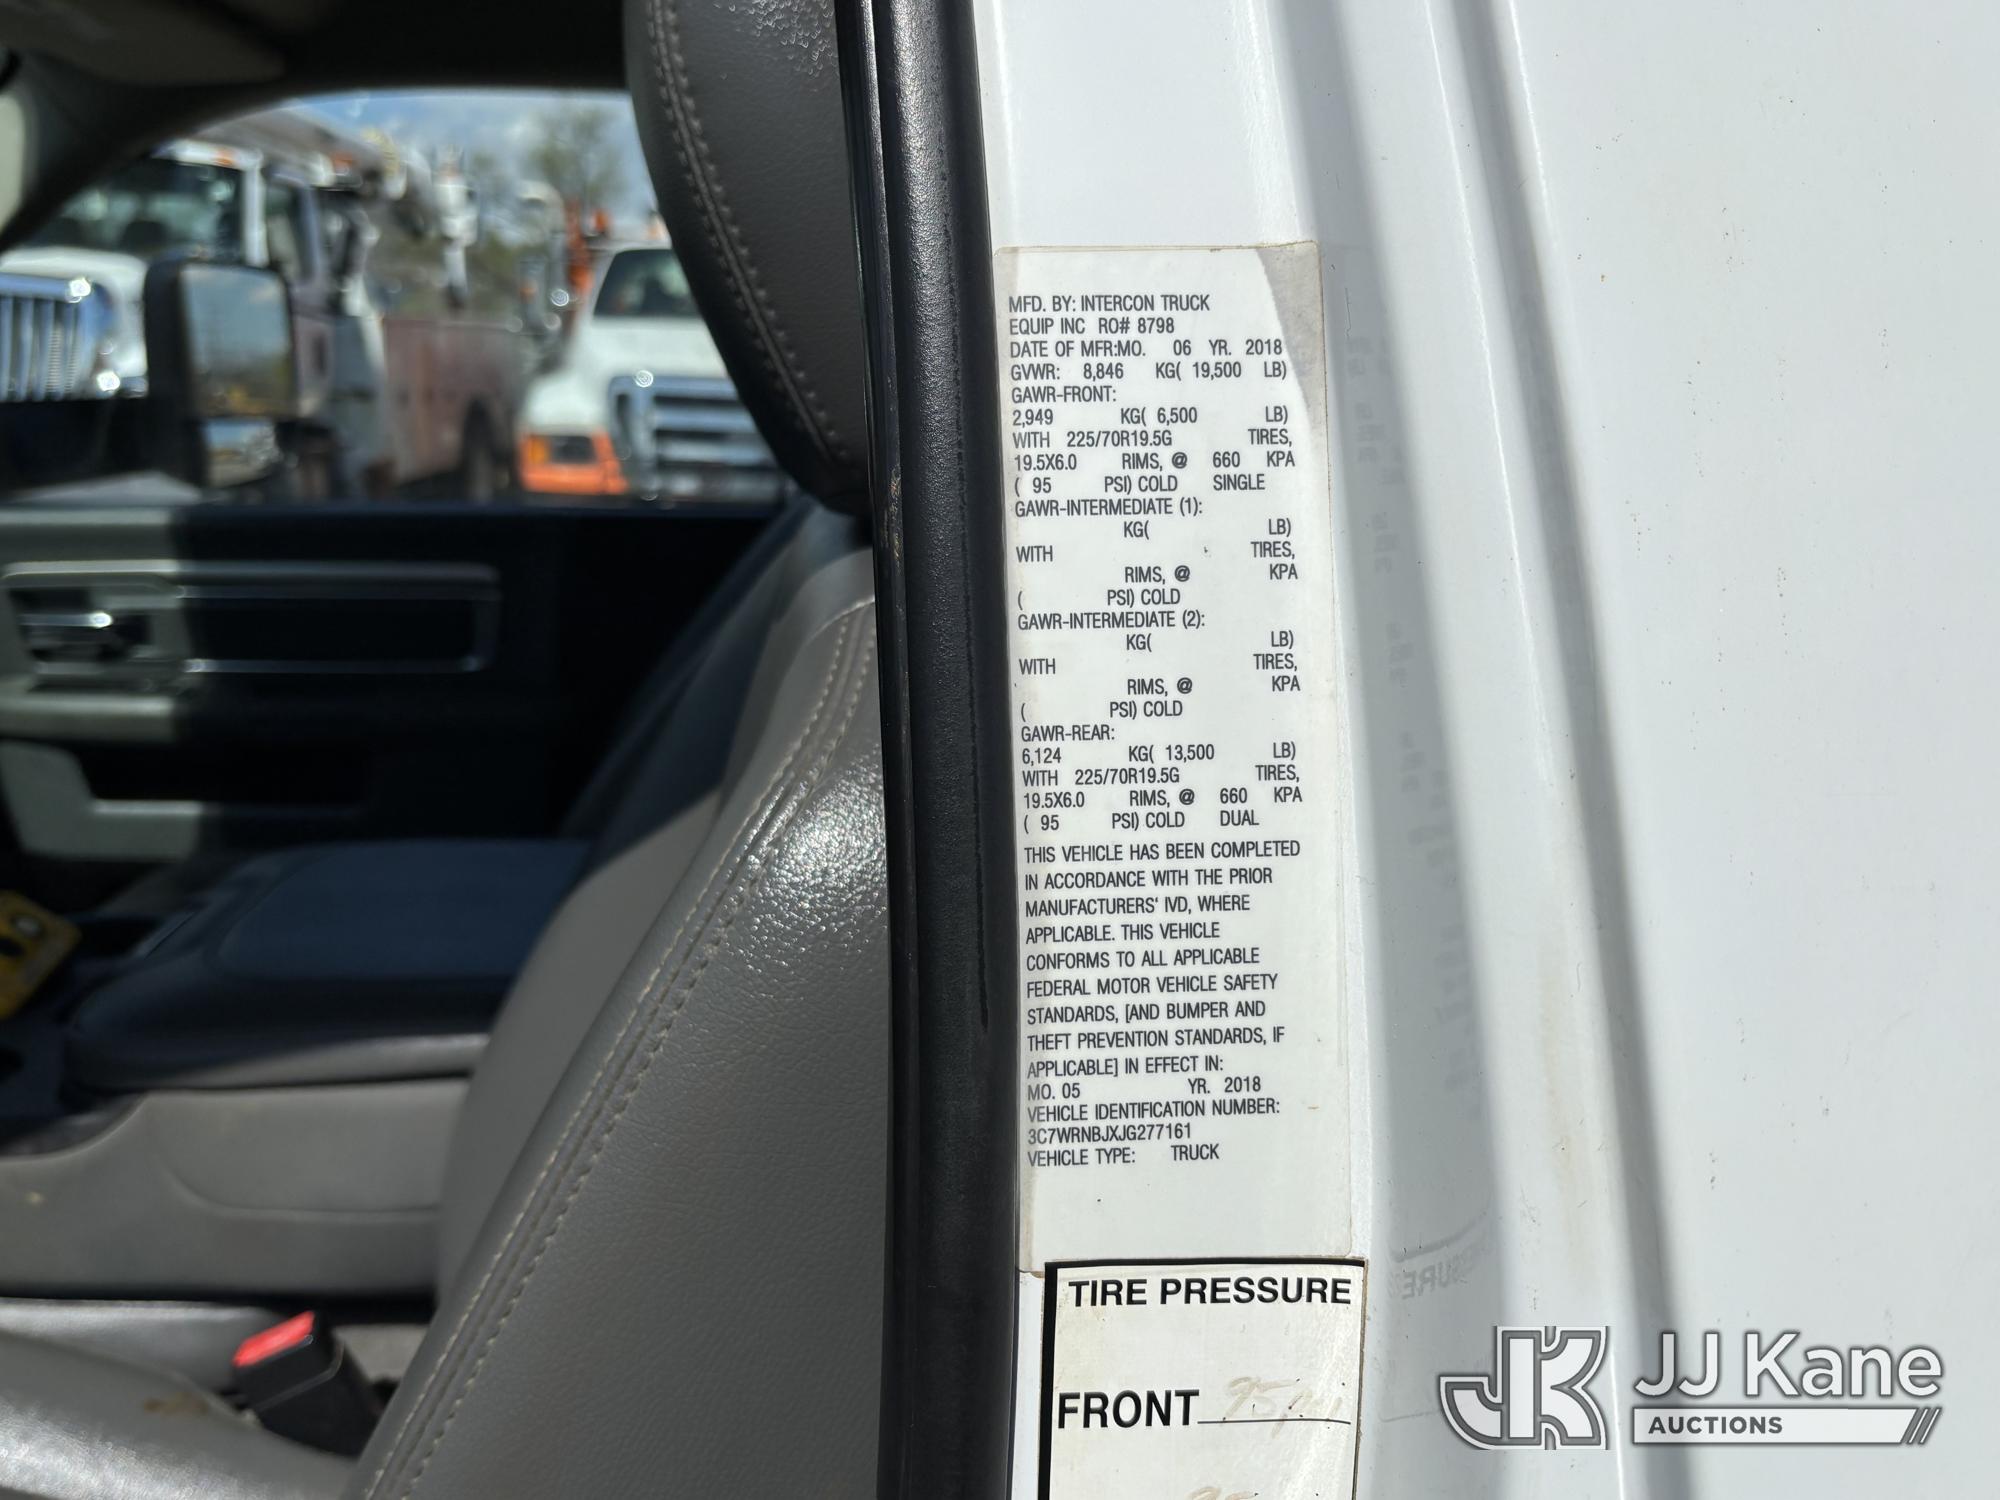 MFD. BY: INTERCON TRUCK
EQUIP INC RO# 8798
DATE OF MFR:MO. 06 YR. 2018
GVWR: 8,846 KG( 19,500 LB)
GAWR-FRONT:
2,949 KG( 6,500 LB)
WITH 225/70R19.5G TIRES,
19.5X6.0 RIMS, @ 660 KPA
( 95 PSI) COLD SINGLE
GAWR-INTERMEDIATE (1):
KG( LB)
WITH TIRES,
RIMS, @ KPA
( PSI) COLD
GAWR-INTERMEDIATE (2):
KG( LB)
WITH TIRES,
RIMS, @ KPA
( PSI) COLD
GAWR-REAR:
6,124 KG( 13,500 LB)
WITH 225/70R19.5G TIRES,
19.5X6.0 RIMS, @ 660 KPA
( 95 PSI) COLD DUAL
THIS VEHICLE HAS BEEN COMPLETED
IN ACCORDANCE WITH THE PRIOR
MANUFACTURERS' IVD, WHERE
APPLICABLE. THIS VEHICLE
CONFORMS TO ALL APPLICABLE
FEDERAL MOTOR VEHICLE SAFETY
STANDARDS, [AND BUMPER AND
THEFT PREVENTION STANDARDS, IF
APPLICABLE] IN EFFECT IN:
MO. 05 YR. 2018
VEHICLE IDENTIFICATION NUMBER:
3C7WRNBJXJG277161
VEHICLE TYPE: TRUCK
TIRE PRESSURE
FRONT
JK JJ Kane
AUCTIONS